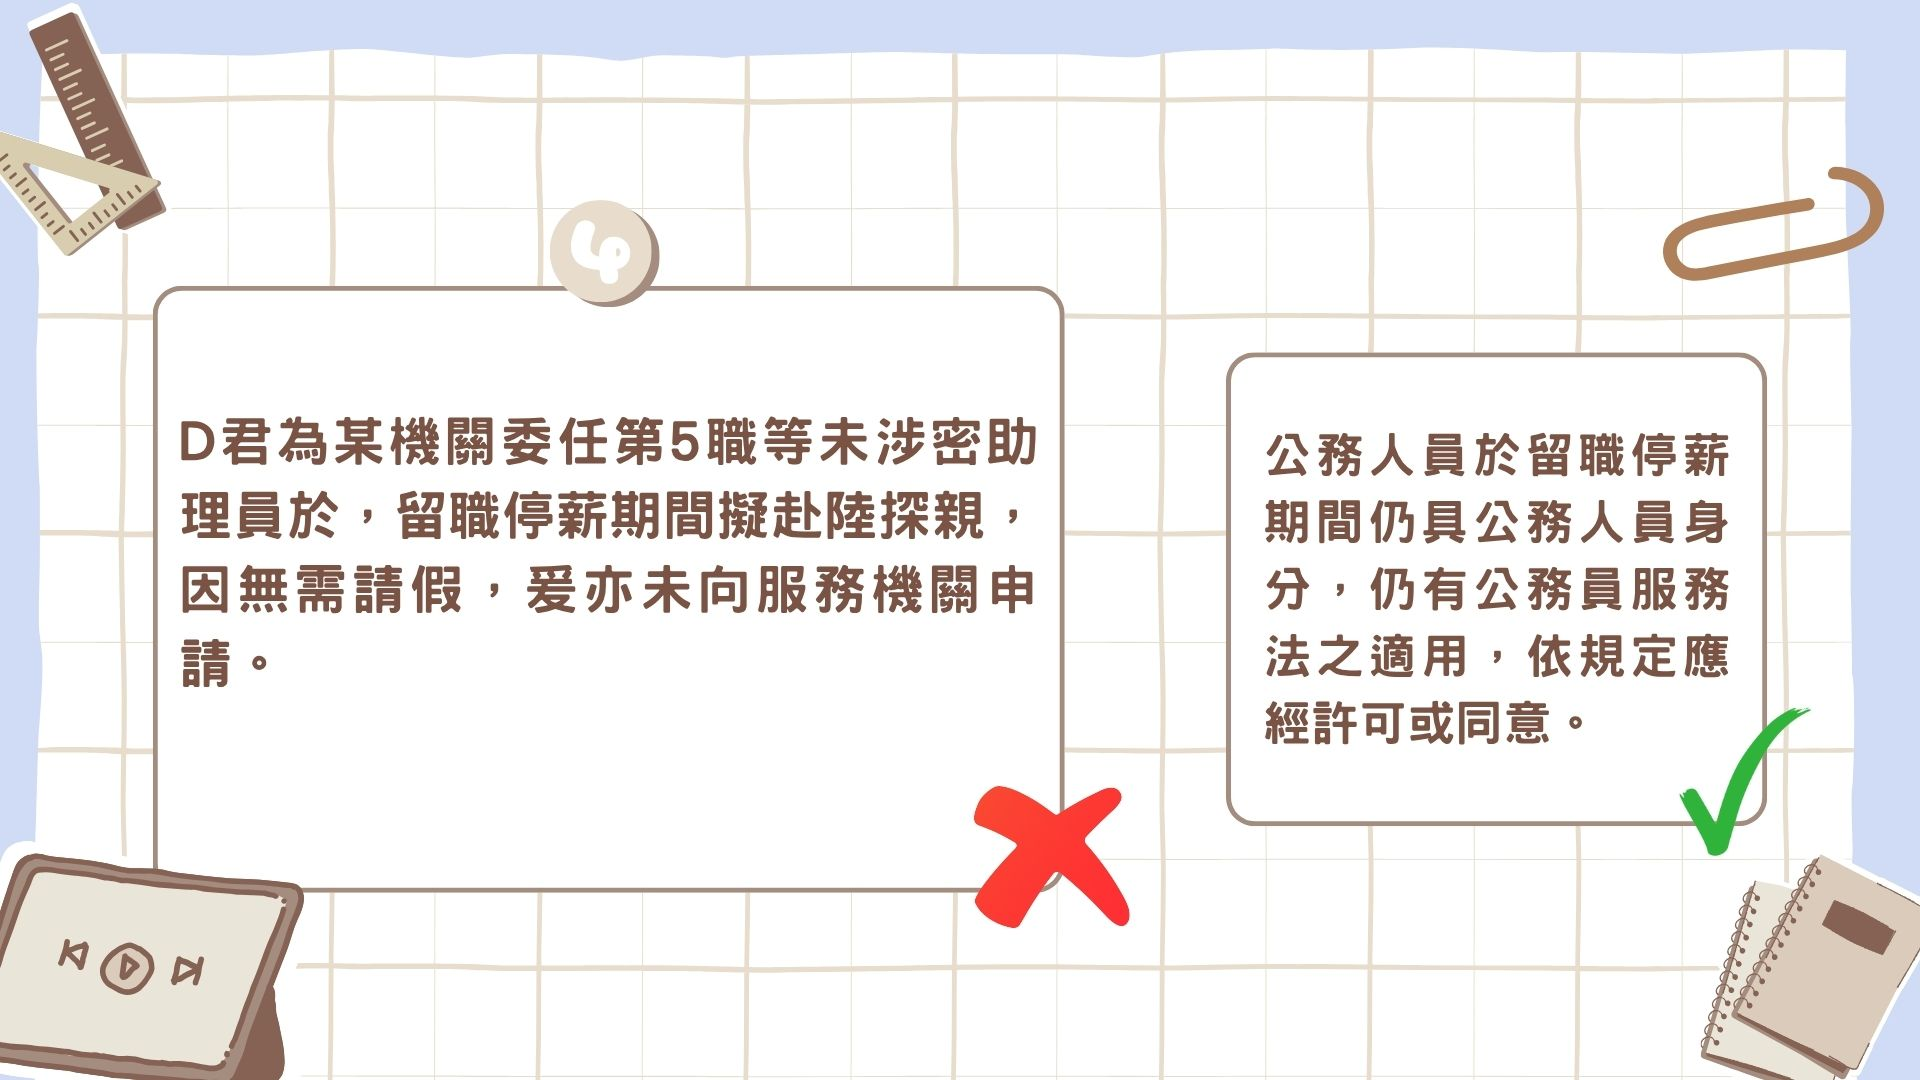 4
D君為某機關委任第5職等未涉密助
理員於，留職停薪期間擬赴陸探親，
因無需請假，爰亦未向服務機關申
請。
公務人員於留職停薪
期間仍具公務人員身
分，仍有公務員服務
法之適用，依規定應
經許可或同意。